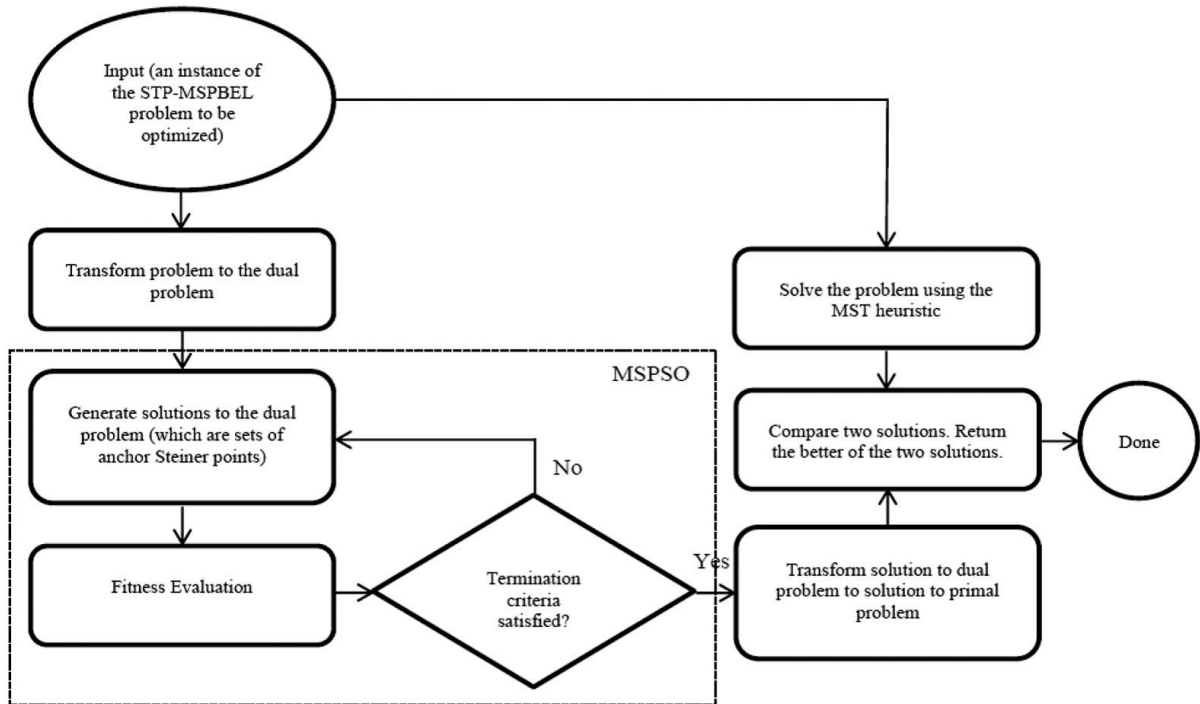 Input (an instance of
the STP-MSPBEL
problem to be
optimized)
Transform problem to the dual
problem
Solve the problem using the
MST heuristic
MSPSO
Generate solutions to the dual
problem (which are sets of
anchor Steiner points)
No
Compare two solutions. Return
the better of the two solutions.
Done
Fitness Evaluation
Termination
criteria
satisfied?
Yes
Transform solution to dual
problem to solution to primal
problem